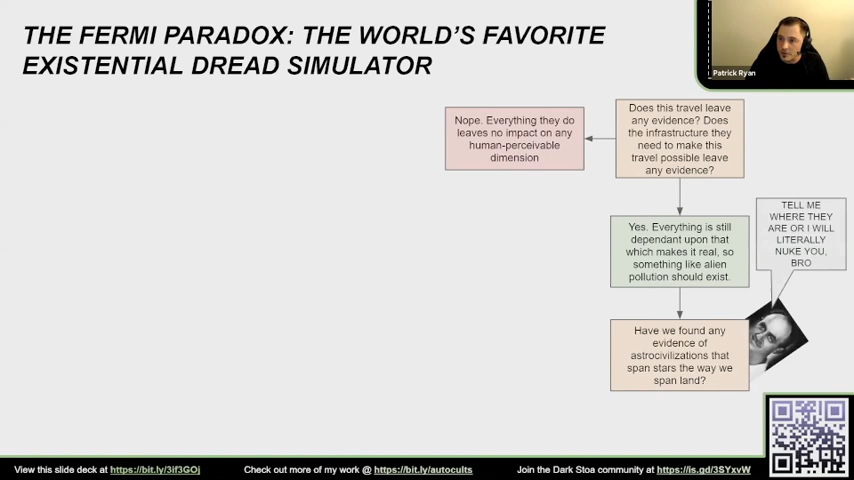 THE FERMI PARADOX: THE WORLD'S FAVORITE
EXISTENTIAL DREAD SIMULATOR
Patrick Ryan
Nope. Everything they do
leaves no impact on any
human-perceivable
dimension
Does this travel leave
any evidence? Does
the infrastructure they
need to make this
travel possible leave
any evidence?
Yes. Everything is still
dependant upon that
which makes it real, so
something like alien
pollution should exist.
TELL ME
WHERE THEY
ARE OR I WILL
LITERALLY
NUKE YOU,
BRO
Have we found any
evidence of
astrocivilizations that
span stars the way we
span land?
View this slide deck at https://bit.ly/3if3GOj
Check out more of my work @ https://bit.ly/autocults
Join the Dark Stoa community at https://is.gd/3SYxvW